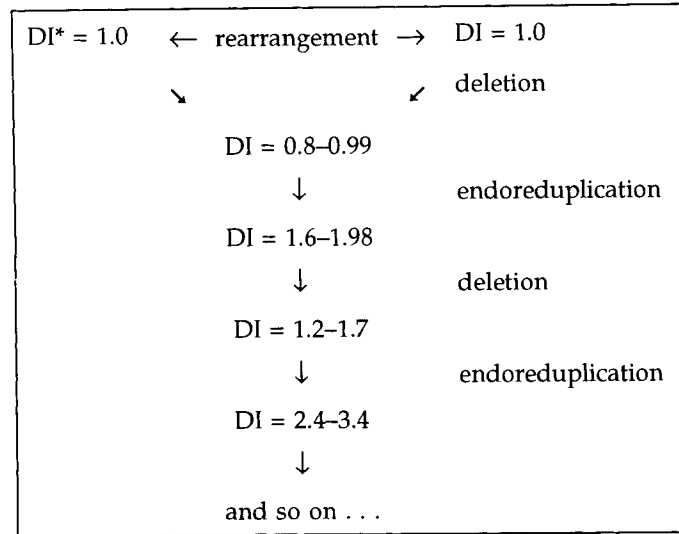 DI* = 1.0 ← rearrangement → DI = 1.0
↘ ↙ deletion
DI = 0.8–0.99
↓ endoreduplication
DI = 1.6–1.98
↓ deletion
DI = 1.2–1.7
↓ endoreduplication
DI = 2.4–3.4
↓
and so on . . .